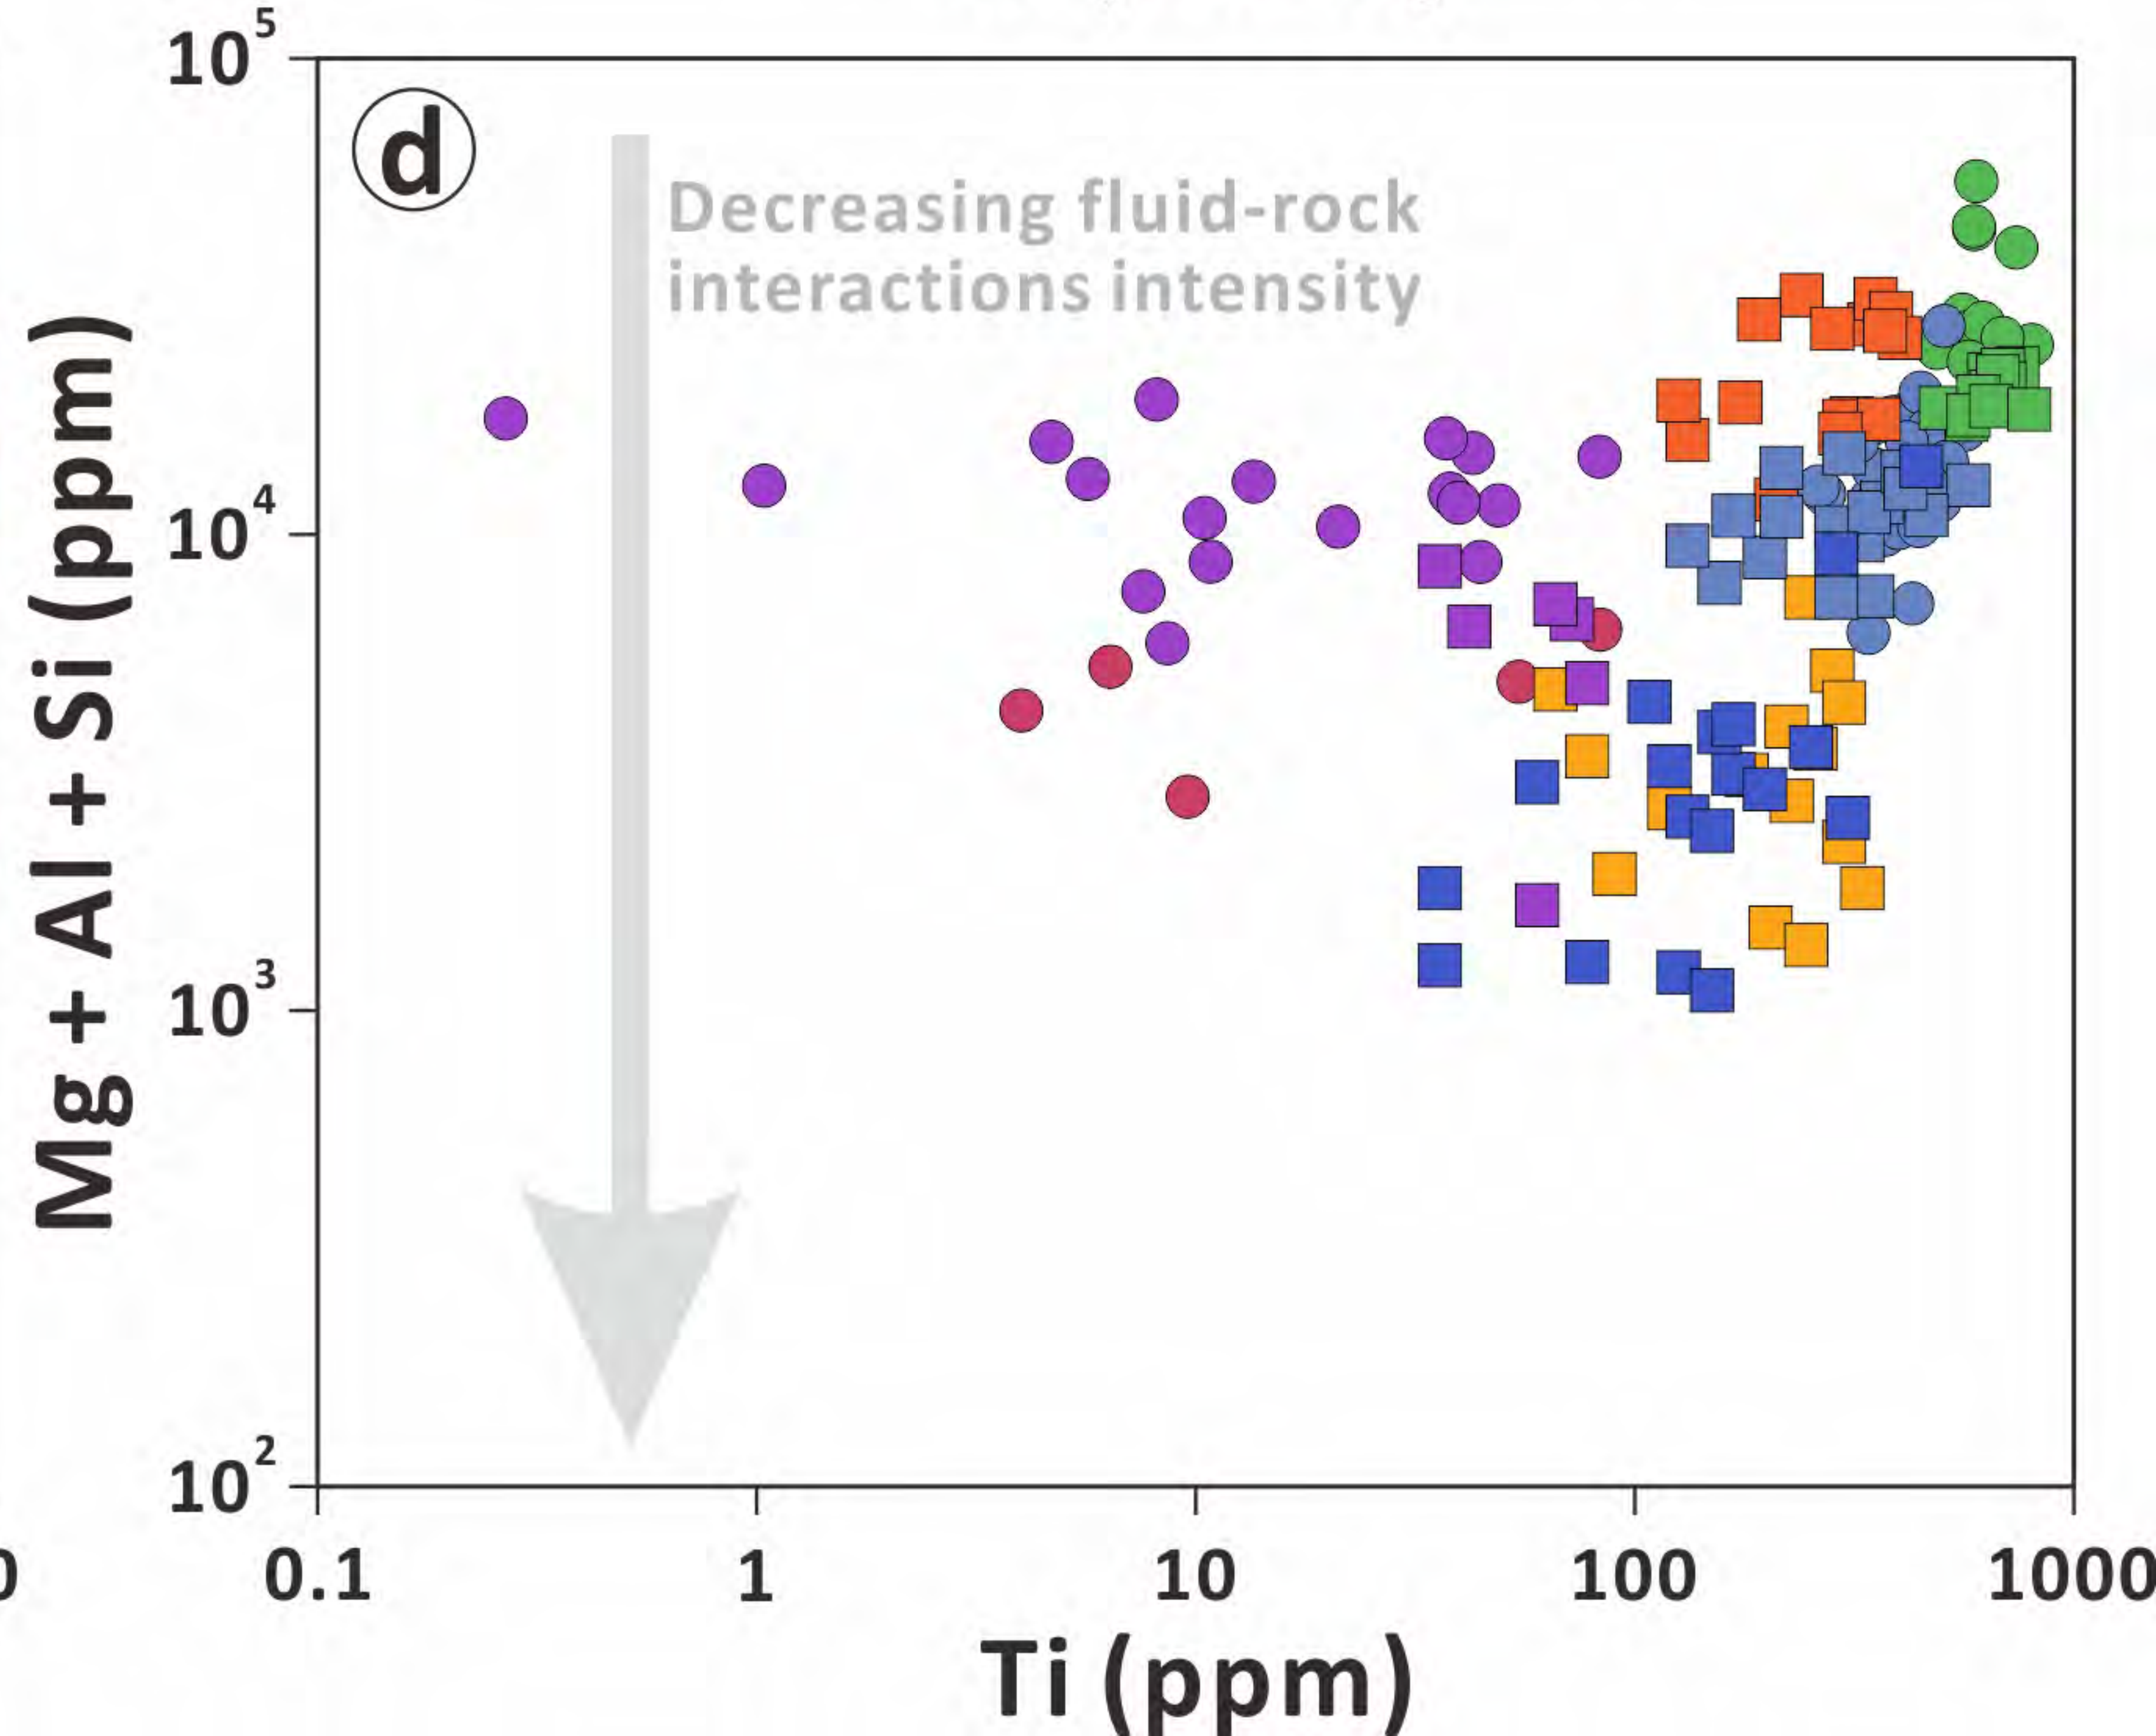 10⁵
d
Decreasing fluid-rock
interactions intensity
10⁴
Mg + Al + Si (ppm)
10³
10²
0
0.1
1
10
100
1000
Ti (ppm)